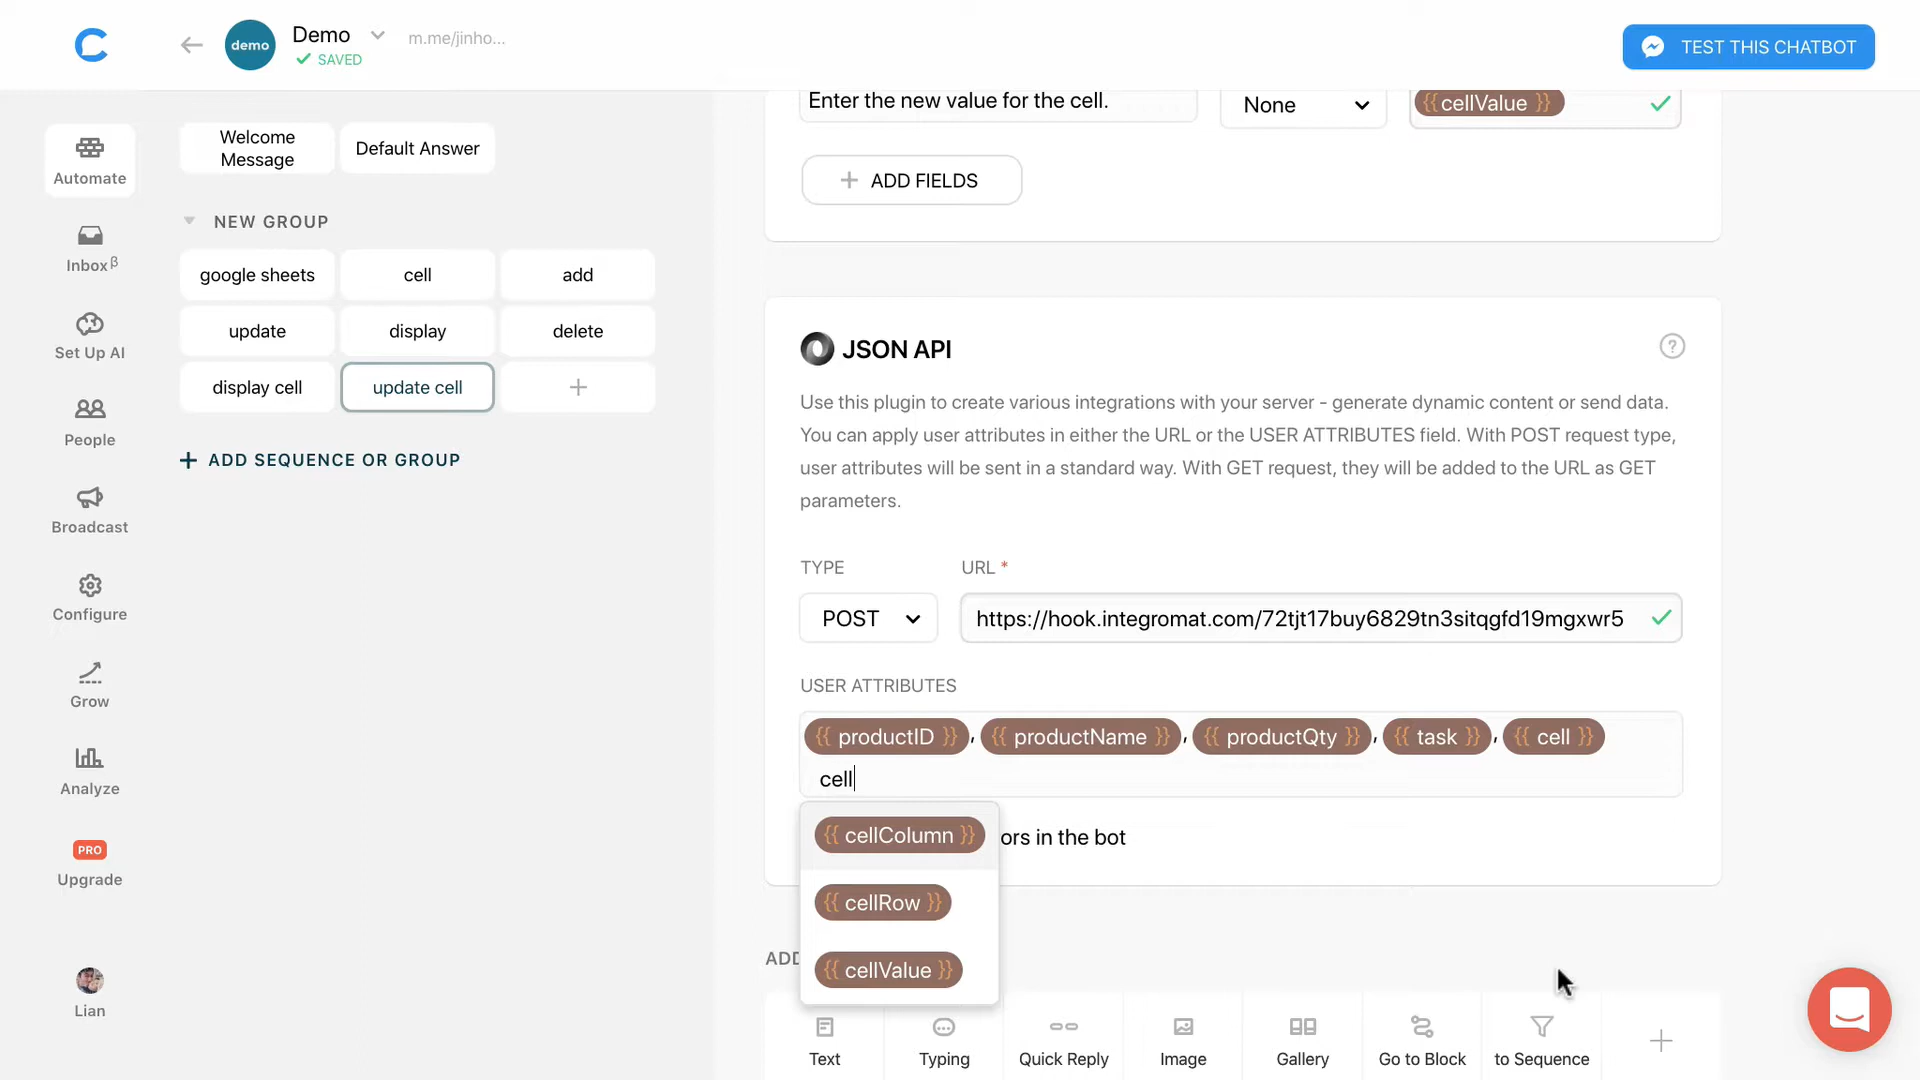 demo
Demo
m.me/jinho...
SAVED
TEST THIS CHATBOT
Automate
Inbox β
Set Up AI
People
Broadcast
Configure
Grow
Analyze
PRO
Upgrade
Lian
Welcome
Message
Default Answer
NEW GROUP
google sheets
cell
add
update
display
delete
display cell
update cell
+
+ ADD SEQUENCE OR GROUP
Enter the new value for the cell.
None
{{ cellValue }}
+ ADD FIELDS
JSON API
?
Use this plugin to create various integrations with your server - generate dynamic content or send data.
You can apply user attributes in either the URL or the USER ATTRIBUTES field. With POST request type,
user attributes will be sent in a standard way. With GET request, they will be added to the URL as GET
parameters.
TYPE
URL *
POST
https://hook.integromat.com/72tjt17buy6829tn3sitqgfd19mgxwr5
USER ATTRIBUTES
{{ productID }}, {{ productName }}, {{ productQty }}, {{ task }}, {{ cell }}
cell
{{ cellColumn }}
ors in the bot
{{ cellRow }}
{{ cellValue }}
ADD
Text
Typing
Quick Reply
Image
Gallery
Go to Block
to Sequence
+